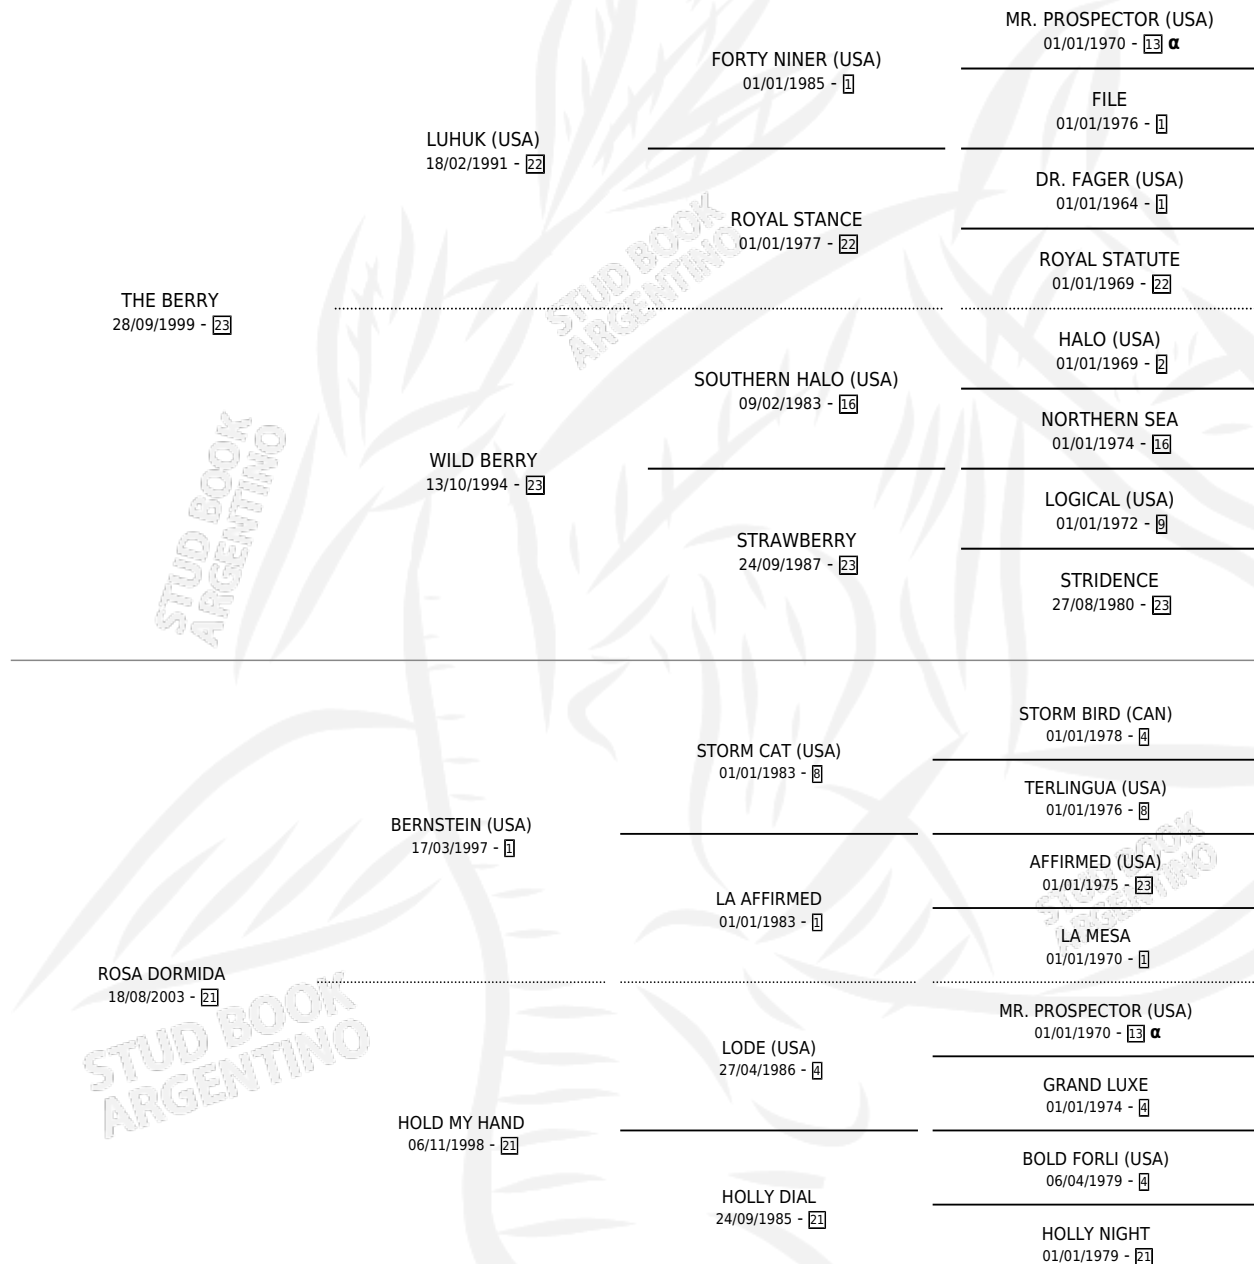 MR. PROSPECTOR (USA)
01/01/1970 - 13 α
FORTY NINER (USA)
01/01/1985 - 1
FILE
01/01/1976 - 1
LUHUK (USA)
18/02/1991 - 22
DR. FAGER (USA)
01/01/1964 - 1
ROYAL STANCE
01/01/1977 - 22
ROYAL STATUTE
01/01/1969 - 22
THE BERRY
28/09/1999 - 23
HALO (USA)
01/01/1969 - 2
SOUTHERN HALO (USA)
09/02/1983 - 16
NORTHERN SEA
01/01/1974 - 16
WILD BERRY
13/10/1994 - 23
LOGICAL (USA)
01/01/1972 - 9
STRAWBERRY
24/09/1987 - 23
STRIDENCE
27/08/1980 - 23
STORM BIRD (CAN)
01/01/1978 - 4
STORM CAT (USA)
01/01/1983 - 8
TERLINGUA (USA)
01/01/1976 - 8
BERNSTEIN (USA)
17/03/1997 - 1
AFFIRMED (USA)
01/01/1975 - 23
LA AFFIRMED
01/01/1983 - 1
LA MESA
01/01/1970 - 1
ROSA DORMIDA
18/08/2003 - 21
MR. PROSPECTOR (USA)
01/01/1970 - 13 α
LODE (USA)
27/04/1986 - 4
GRAND LUXE
01/01/1974 - 4
HOLD MY HAND
06/11/1998 - 21
BOLD FORLI (USA)
06/04/1979 - 4
HOLLY DIAL
24/09/1985 - 21
HOLLY NIGHT
01/01/1979 - 21
STUD BOOK
ARGENTINO
STUD BOOK
ARGENTINO
STUD BOOK
ARGENTINO
STUD BOOK
ARGENTINO